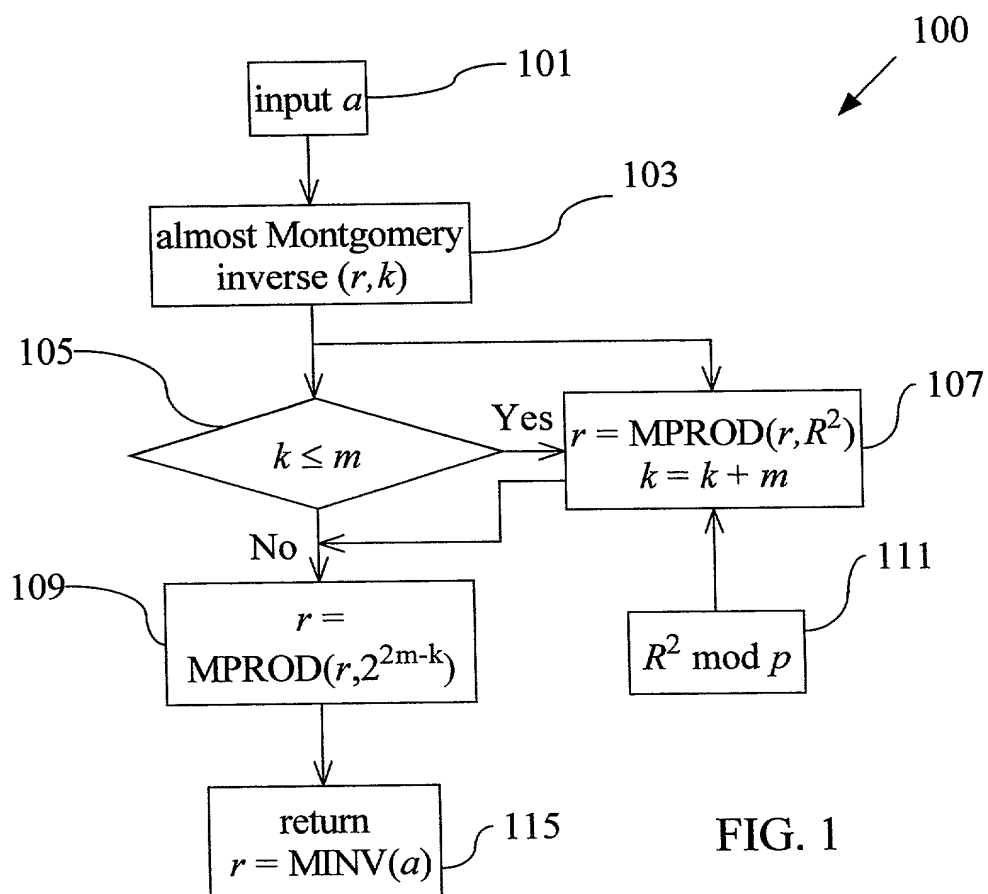 100
101
input a
103
almost Montgomery
inverse (r,k)
105
k ≤ m
Yes
107
r = MPROD(r,R²)
k = k + m
No
109
r =
MPROD(r,2^{2m-k})
111
R² mod p
115
return
r = MINV(a)
FIG. 1